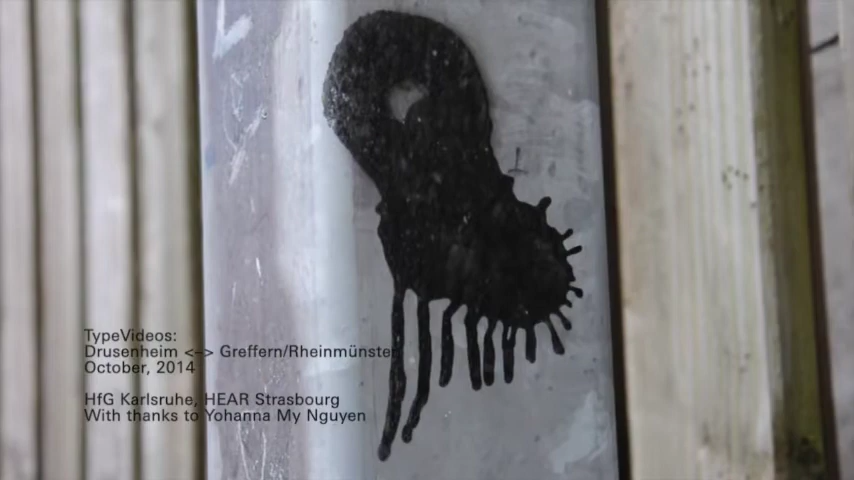 TypeVideos:
Drusenheim <–> Greffern/Rheinmünster
October, 2014
HfG Karlsruhe, HEAR Strasbourg
With thanks to Yohanna My Nguyen